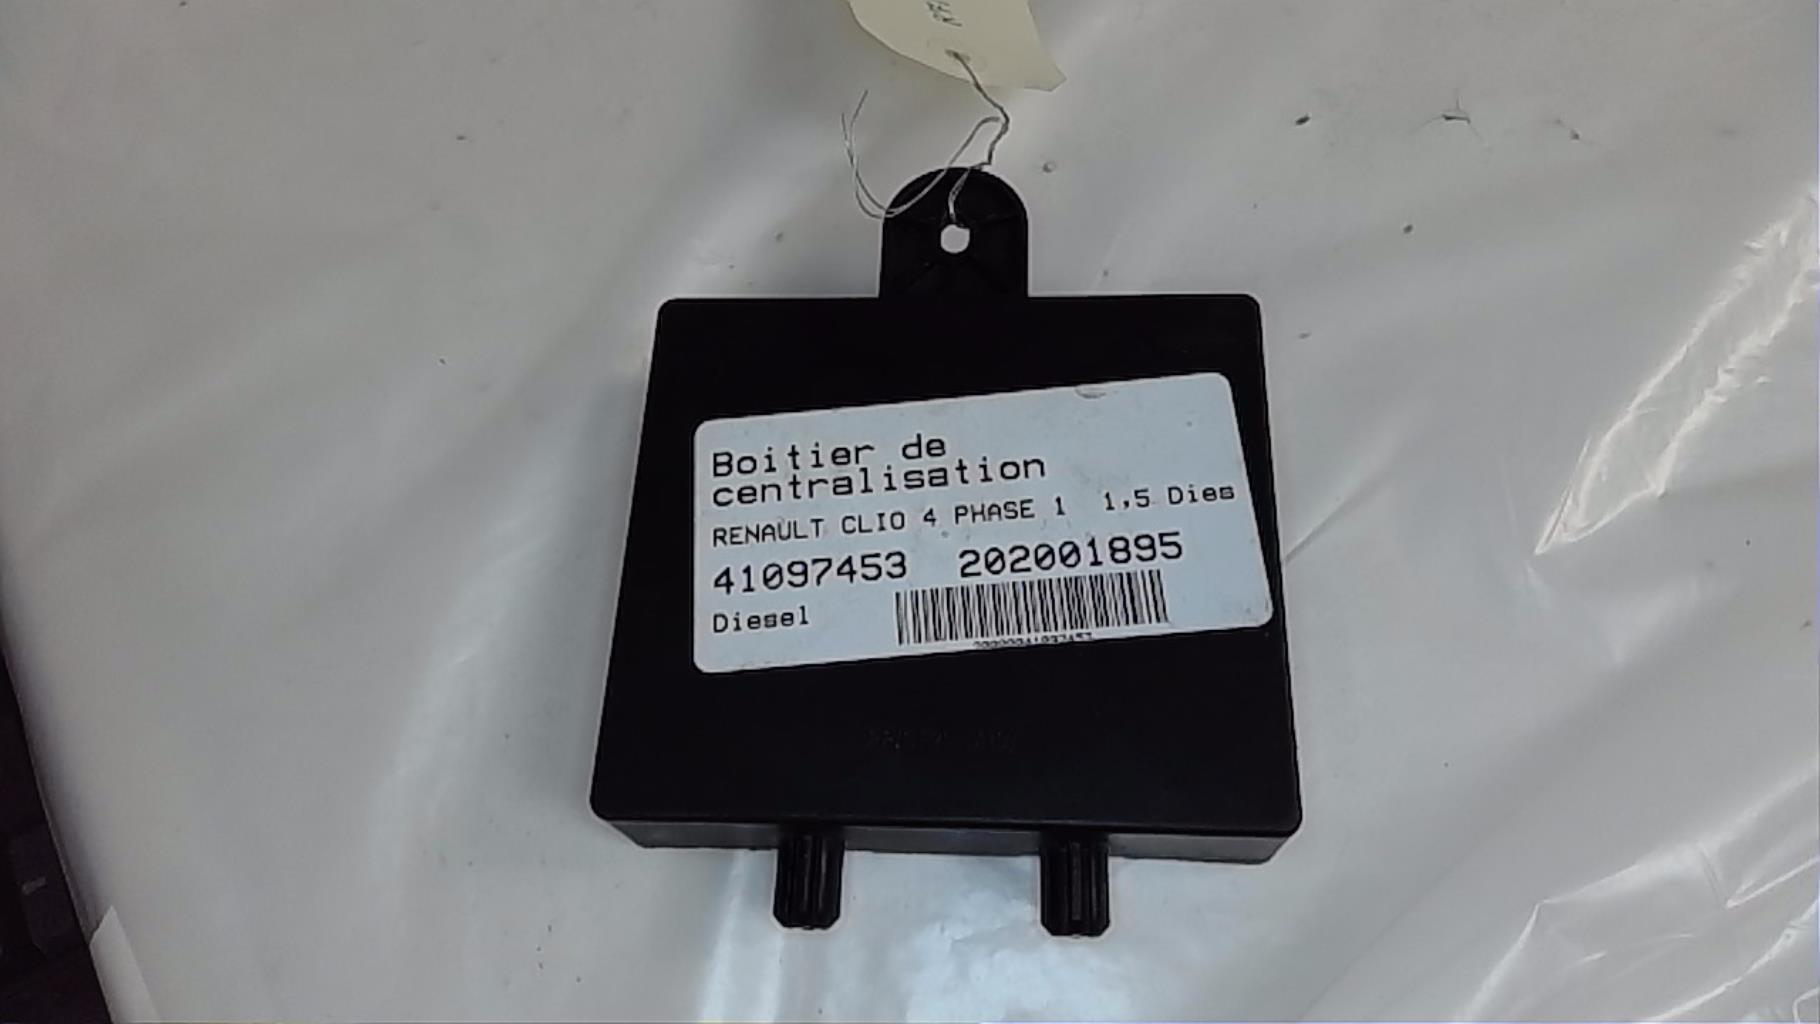 Boitier de
centralisation
RENAULT CLIO 4 PHASE 1 1,5 Dies
41097453 202001895
Diesel